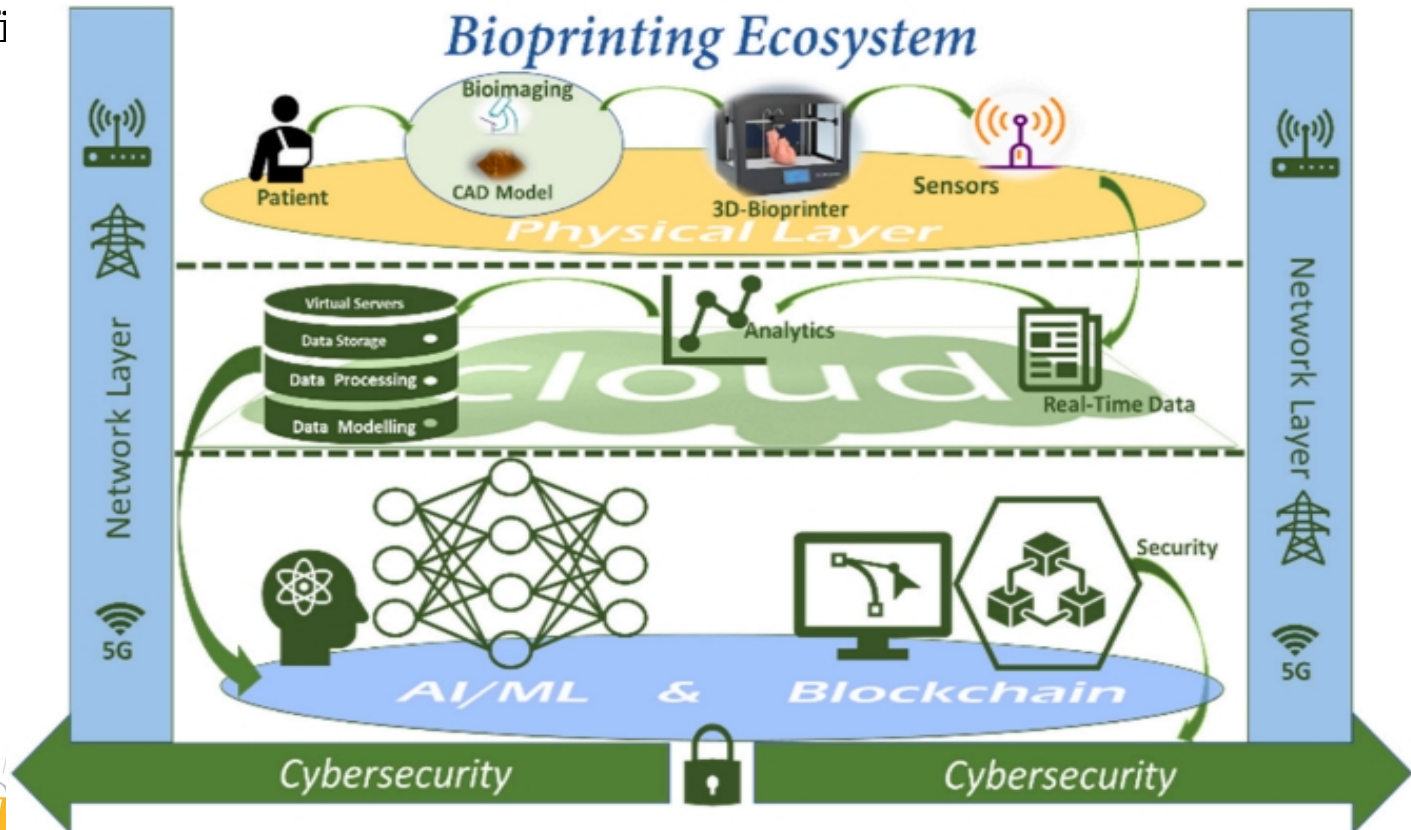 Bioprinting Ecosystem
Bioimaging
CAD Model
Patient
3D-Bioprinter
Sensors
Physical Layer
Network Layer
5G
Virtual Servers
Data Storage
Data Processing
Data Modelling
Analytics
cloud
Real-Time Data
Network Layer
5G
Security
AI/ML & Blockchain
Cybersecurity
Cybersecurity